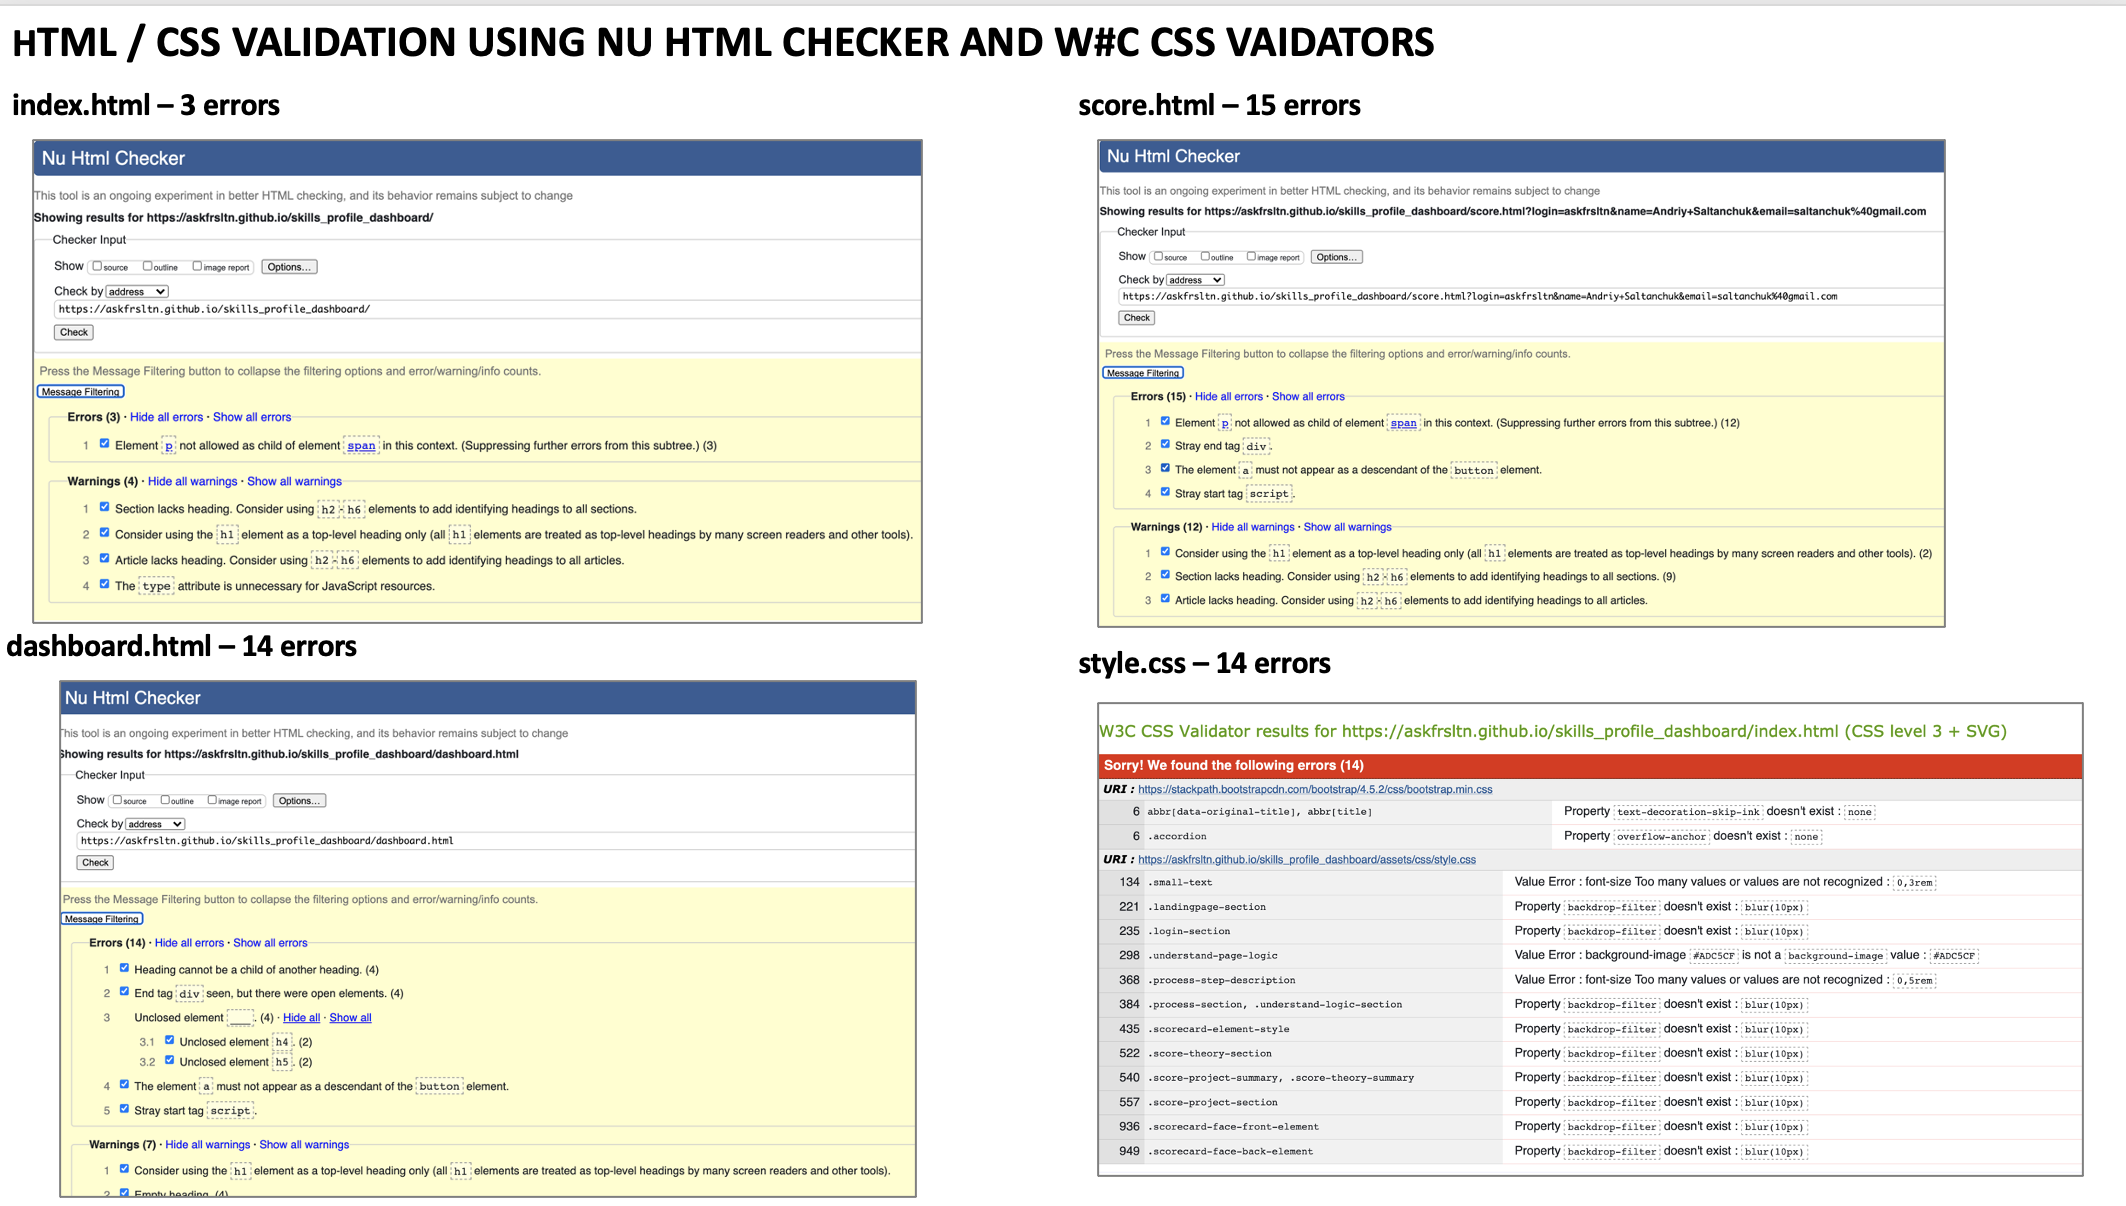 HTML / CSS VALIDATION USING NU HTML CHECKER AND W#C CSS VAIDATORS
index.html – 3 errors
Nu Html Checker
This tool is an ongoing experiment in better HTML checking, and its behavior remains subject to change
Showing results for https://askfrsltn.github.io/skills_profile_dashboard/
Checker Input
Show source outline image report Options...
Check by address
https://askfrsltn.github.io/skills_profile_dashboard/
Check
Press the Message Filtering button to collapse the filtering options and error/warning/info counts.
Message Filtering
Errors (3) · Hide all errors · Show all errors
1 Element p not allowed as child of element span in this context. (Suppressing further errors from this subtree.) (3)
Warnings (4) · Hide all warnings · Show all warnings
1 Section lacks heading. Consider using h2-h6 elements to add identifying headings to all sections.
2 Consider using the h1 element as a top-level heading only (all h1 elements are treated as top-level headings by many screen readers and other tools).
3 Article lacks heading. Consider using h2-h6 elements to add identifying headings to all articles.
4 The type attribute is unnecessary for JavaScript resources.
score.html – 15 errors
Nu Html Checker
This tool is an ongoing experiment in better HTML checking, and its behavior remains subject to change
Showing results for https://askfrsltn.github.io/skills_profile_dashboard/score.html?login=askfrsltn&name=Andriy+Saltanchuk&email=saltanchuk%40gmail.com
Checker Input
Show source outline image report Options...
Check by address
https://askfrsltn.github.io/skills_profile_dashboard/score.html?login=askfrsltn&name=Andriy+Saltanchuk&email=saltanchuk%40gmail.com
Check
Press the Message Filtering button to collapse the filtering options and error/warning/info counts.
Message Filtering
Errors (15) · Hide all errors · Show all errors
1 Element p not allowed as child of element span in this context. (Suppressing further errors from this subtree.) (12)
2 Stray end tag div.
3 The element a must not appear as a descendant of the button element.
4 Stray start tag script.
Warnings (12) · Hide all warnings · Show all warnings
1 Consider using the h1 element as a top-level heading only (all h1 elements are treated as top-level headings by many screen readers and other tools). (2)
2 Section lacks heading. Consider using h2-h6 elements to add identifying headings to all sections. (9)
3 Article lacks heading. Consider using h2-h6 elements to add identifying headings to all articles.
dashboard.html – 14 errors
Nu Html Checker
This tool is an ongoing experiment in better HTML checking, and its behavior remains subject to change
Showing results for https://askfrsltn.github.io/skills_profile_dashboard/dashboard.html
Checker Input
Show source outline image report Options...
Check by address
https://askfrsltn.github.io/skills_profile_dashboard/dashboard.html
Check
Press the Message Filtering button to collapse the filtering options and error/warning/info counts.
Message Filtering
Errors (14) · Hide all errors · Show all errors
1 Heading cannot be a child of another heading. (4)
2 End tag div seen, but there were open elements. (4)
3 Unclosed element ___. (4) · Hide all · Show all
3.1 Unclosed element h4. (2)
3.2 Unclosed element h5. (2)
4 The element a must not appear as a descendant of the button element.
5 Stray start tag script.
Warnings (7) · Hide all warnings · Show all warnings
1 Consider using the h1 element as a top-level heading only (all h1 elements are treated as top-level headings by many screen readers and other tools).
2 Empty heading. (4)
style.css – 14 errors
W3C CSS Validator results for https://askfrsltn.github.io/skills_profile_dashboard/index.html (CSS level 3 + SVG)
Sorry! We found the following errors (14)
URI : https://stackpath.bootstrapcdn.com/bootstrap/4.5.2/css/bootstrap.min.css
6 abbr[data-original-title], abbr[title] Property text-decoration-skip-ink doesn't exist : none
6 .accordion Property overflow-anchor doesn't exist : none
URI : https://askfrsltn.github.io/skills_profile_dashboard/assets/css/style.css
134 .small-text Value Error : font-size Too many values or values are not recognized : 0,3rem
221 .landingpage-section Property backdrop-filter doesn't exist : blur(10px)
235 .login-section Property backdrop-filter doesn't exist : blur(10px)
298 .understand-page-logic Value Error : background-image #ADC5CF is not a background-image value : #ADC5CF
368 .process-step-description Value Error : font-size Too many values or values are not recognized : 0,5rem
384 .process-section, .understand-logic-section Property backdrop-filter doesn't exist : blur(10px)
435 .scorecard-element-style Property backdrop-filter doesn't exist : blur(10px)
522 .score-theory-section Property backdrop-filter doesn't exist : blur(10px)
540 .score-project-summary, .score-theory-summary Property backdrop-filter doesn't exist : blur(10px)
557 .score-project-section Property backdrop-filter doesn't exist : blur(10px)
936 .scorecard-face-front-element Property backdrop-filter doesn't exist : blur(10px)
949 .scorecard-face-back-element Property backdrop-filter doesn't exist : blur(10px)